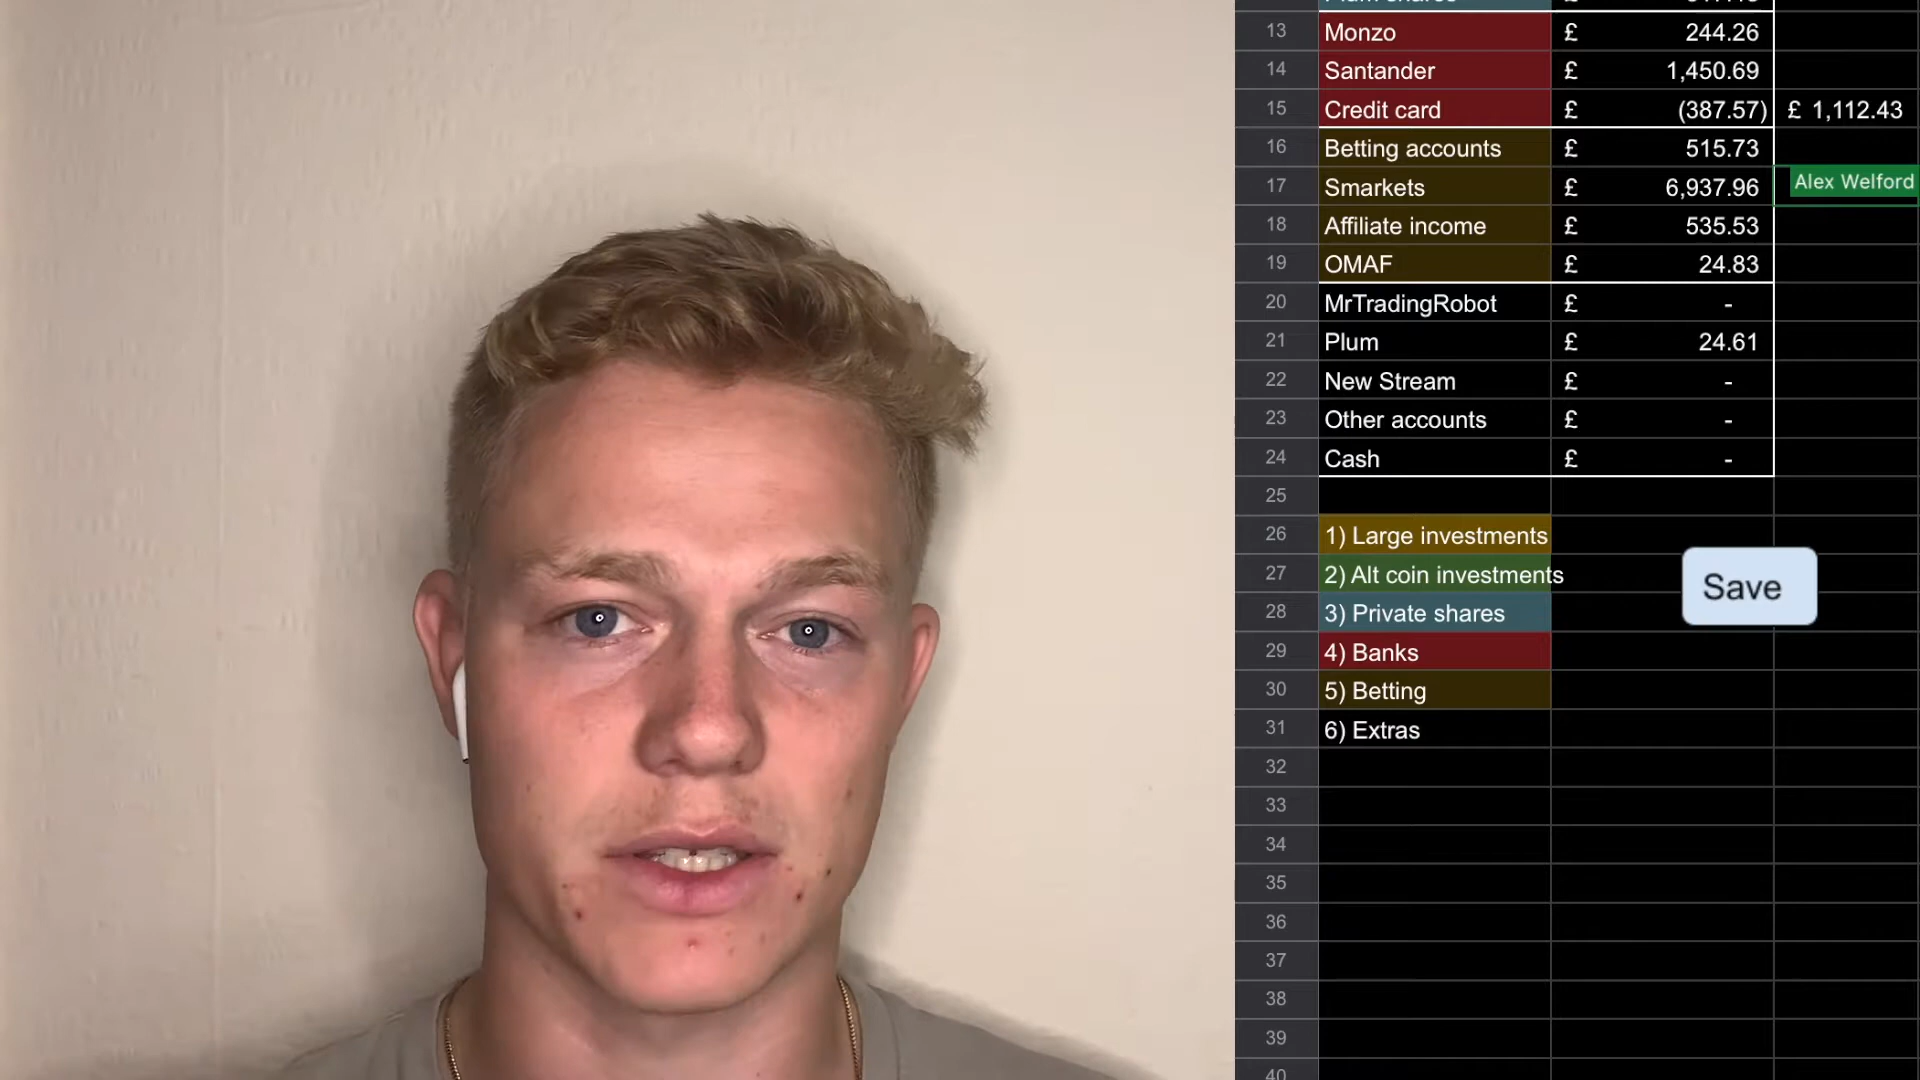 13 Monzo £ 244.26
14 Santander £ 1,450.69
15 Credit card £ (387.57) £ 1,112.43
16 Betting accounts £ 515.73
17 Smarkets £ 6,937.96 Alex Welford
18 Affiliate income £ 535.53
19 OMAF £ 24.83
20 MrTradingRobot £ -
21 Plum £ 24.61
22 New Stream £ -
23 Other accounts £ -
24 Cash £ -
25
26 1) Large investments
27 2) Alt coin investments
Save
28 3) Private shares
29 4) Banks
30 5) Betting
31 6) Extras
32
33
34
35
36
37
38
39
40